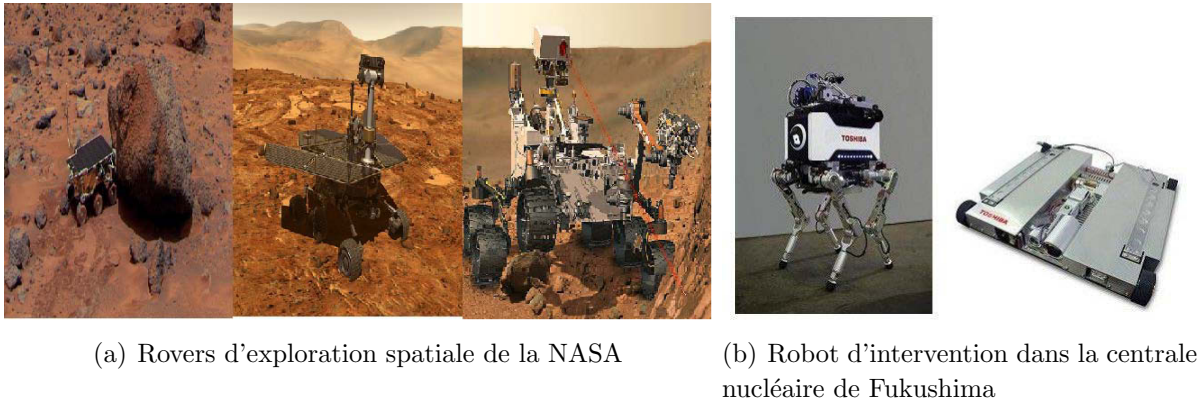 TOSHIBA
TOSHIBA
(a) Rovers d'exploration spatiale de la NASA
(b) Robot d'intervention dans la centrale
nucléaire de Fukushima